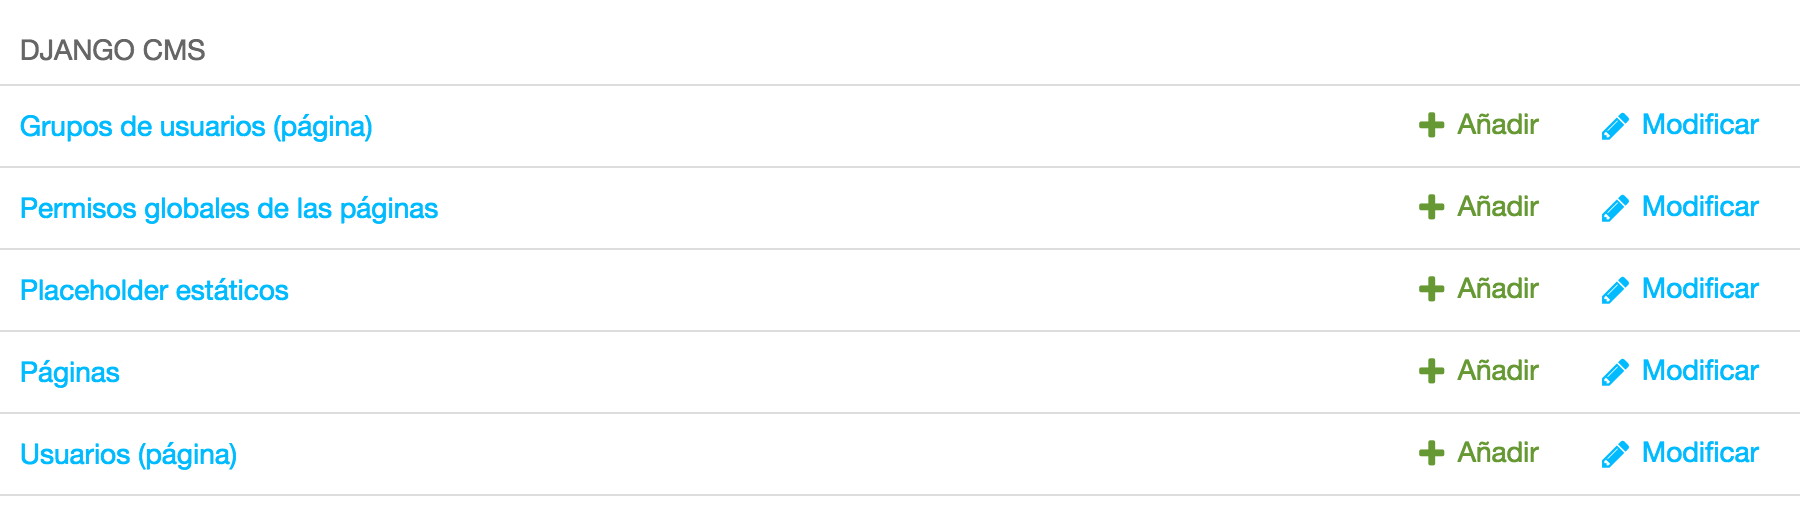 DJANGO CMS
Grupos de usuarios (página) Añadir Modificar
Permisos globales de las páginas Añadir Modificar
Placeholder estáticos Añadir Modificar
Páginas Añadir Modificar
Usuarios (página) Añadir Modificar